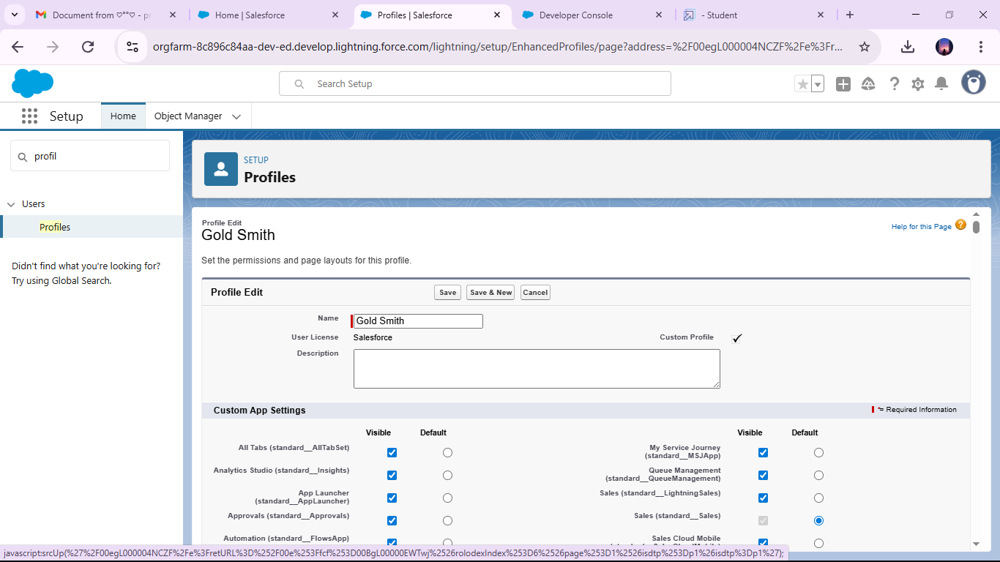 Document from ♡°°♡ - pr
Home | Salesforce
Profiles | Salesforce
Developer Console
- Student
orgfarm-8c896c84aa-dev-ed.develop.lightning.force.com/lightning/setup/EnhancedProfiles/page?address=%2F00egL000004NCZF%2Fe%3Fr...
Search Setup
Setup
Home
Object Manager
profil
Users
Profiles
Didn't find what you're looking for?
Try using Global Search.
SETUP
Profiles
Profile Edit
Gold Smith
Help for this Page
Set the permissions and page layouts for this profile.
Profile Edit
Save
Save & New
Cancel
Name
Gold Smith
User License
Salesforce
Custom Profile
Description
Custom App Settings
= Required Information
Visible Default Visible Default
All Tabs (standard__AllTabSet)
My Service Journey
(standard__MSJApp)
Analytics Studio (standard__Insights)
Queue Management
(standard__QueueManagement)
App Launcher
(standard__AppLauncher)
Sales (standard__LightningSales)
Approvals (standard__Approvals)
Sales (standard__Sales)
Automation (standard__FlowsApp)
Sales Cloud Mobile
javascript:srcUp(%27%2F00egL000004NCZF%2Fe%3FretURL%3D%252F00e%253Ffcf%253D00BgL00000EWTwj%2526rolodexIndex%253D6%2526page%253D1%2526isdtp%253Dp1%26isdtp%3Dp1%27);